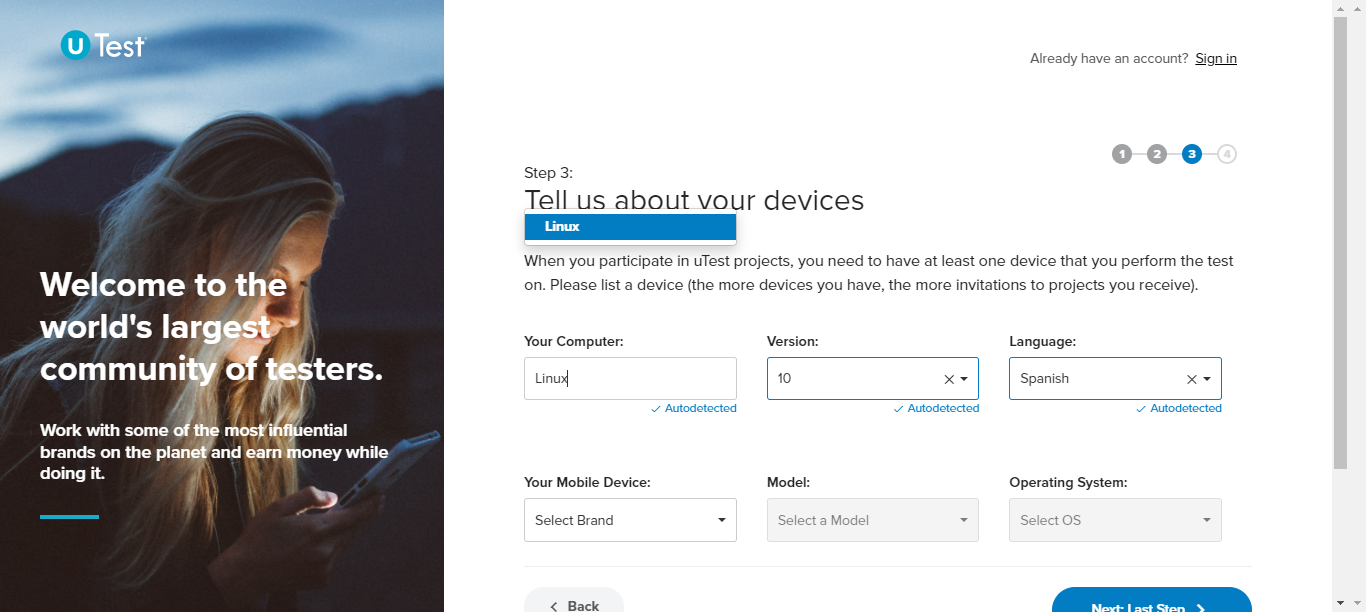 uTest
Already have an account? Sign in
1 2 3 4
Step 3:
Tell us about your devices
Linux
When you participate in uTest projects, you need to have at least one device that you perform the test
on. Please list a device (the more devices you have, the more invitations to projects you receive).
Welcome to the
world's largest
community of testers.
Work with some of the most influential
brands on the planet and earn money while
doing it.
Your Computer: Version: Language:
Linux 10 Spanish
Autodetected Autodetected Autodetected
Your Mobile Device: Model: Operating System:
Select Brand Select a Model Select OS
Back Next: Last Step